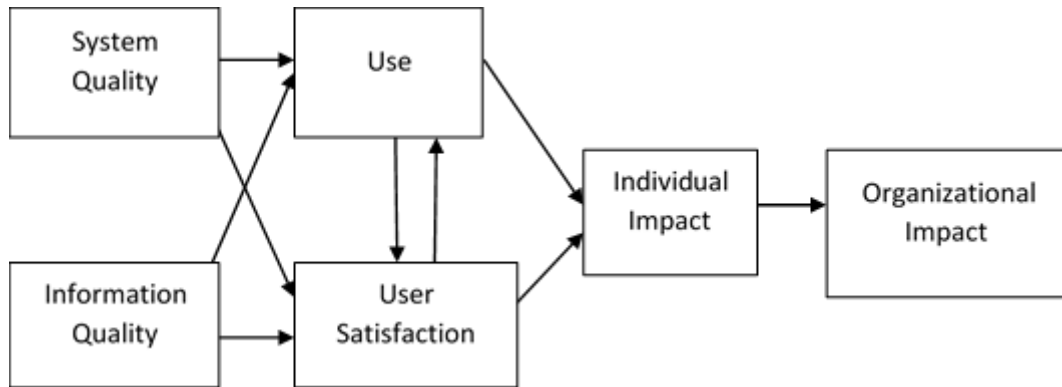 System
Quality
Use
Individual
Impact
Organizational
Impact
Information
Quality
User
Satisfaction